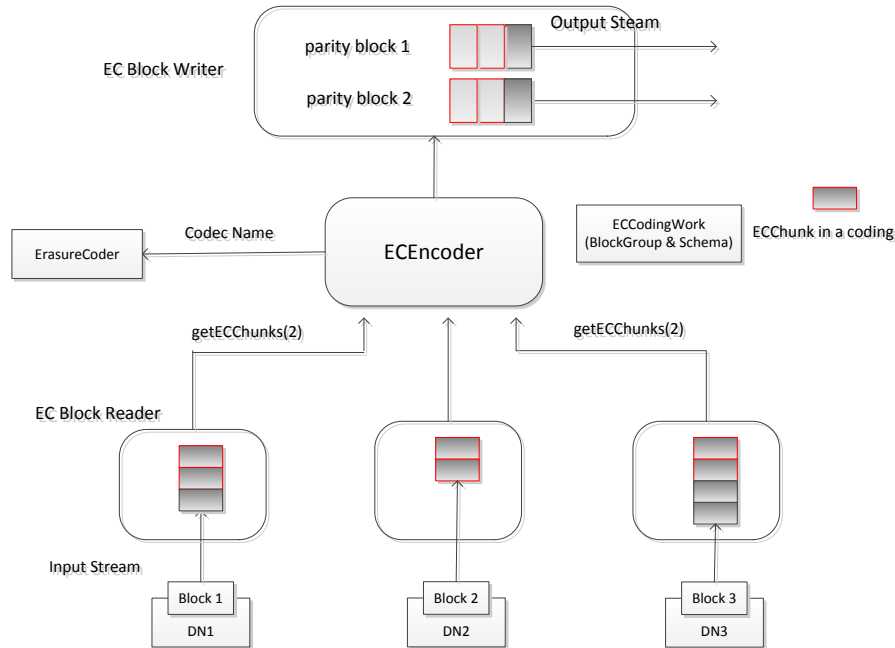 Output Steam
parity block 1
EC Block Writer
parity block 2
ECCodingWork
(BlockGroup & Schema)
ECChunk in a coding
Codec Name
ECEncoder
ErasureCoder
getECChunks(2)
getECChunks(2)
EC Block Reader
Input Stream
Block 1
Block 2
Block 3
DN1
DN2
DN3